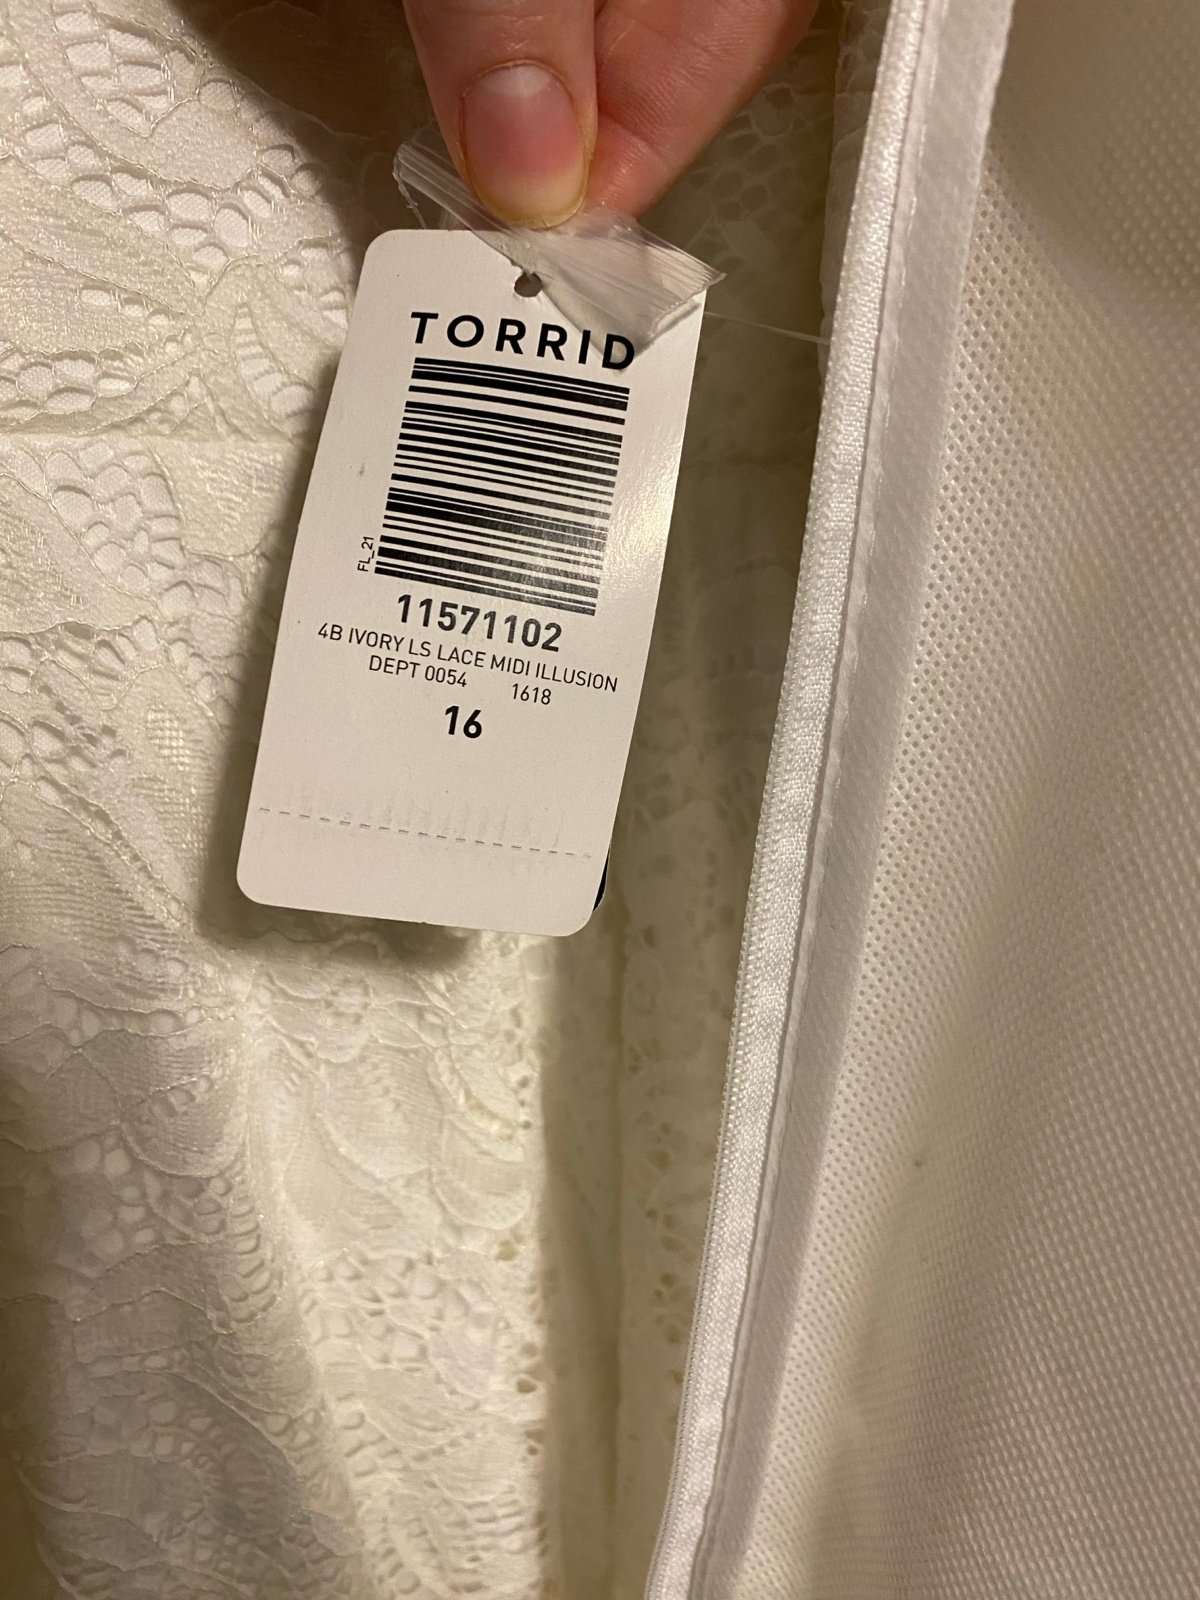 TORRID
FL_21
11571102
4B IVORY LS LACE MIDI ILLUSION
DEPT 0054 1618
16